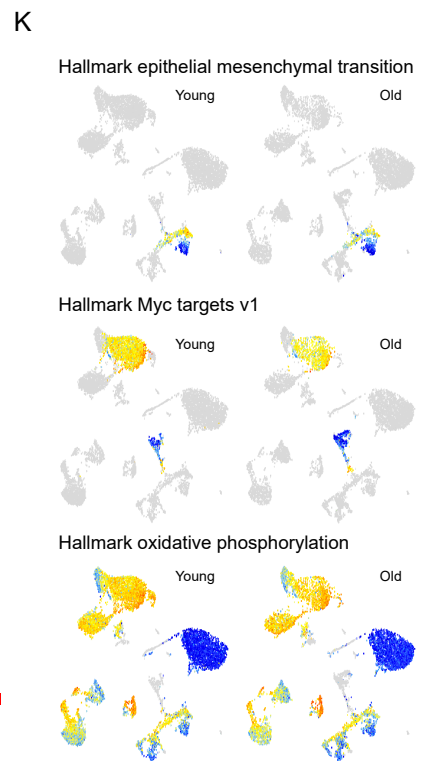 K
Hallmark epithelial mesenchymal transition
Young Old
Hallmark Myc targets v1
Young Old
Hallmark oxidative phosphorylation
Young Old